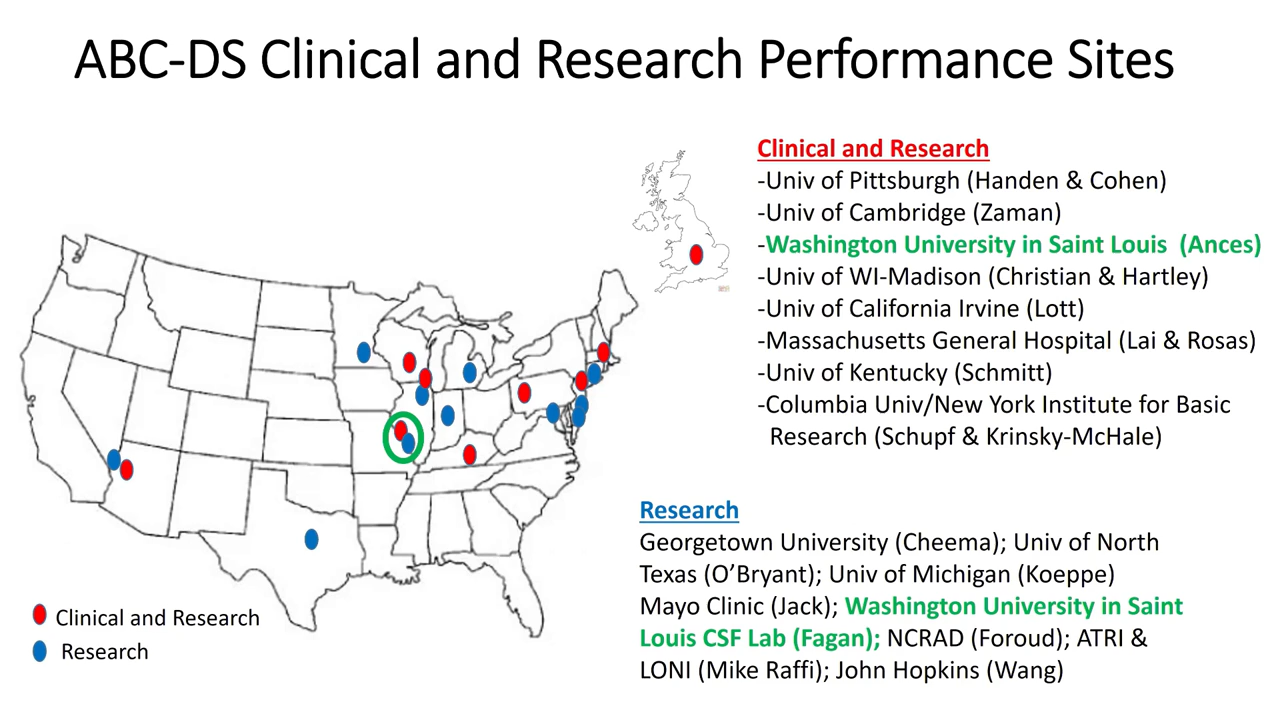 ABC-DS Clinical and Research Performance Sites
Clinical and Research
-Univ of Pittsburgh (Handen & Cohen)
-Univ of Cambridge (Zaman)
-Washington University in Saint Louis  (Ances)
-Univ of WI-Madison (Christian & Hartley)
-Univ of California Irvine (Lott)
-Massachusetts General Hospital (Lai & Rosas)
-Univ of Kentucky (Schmitt)
-Columbia Univ/New York Institute for Basic
Research (Schupf & Krinsky-McHale)
Research
Georgetown University (Cheema); Univ of North
Texas (O’Bryant); Univ of Michigan (Koeppe)
Mayo Clinic (Jack); Washington University in Saint
Louis CSF Lab (Fagan); NCRAD (Foroud); ATRI &
LONI (Mike Raffi); John Hopkins (Wang)
Clinical and Research
Research